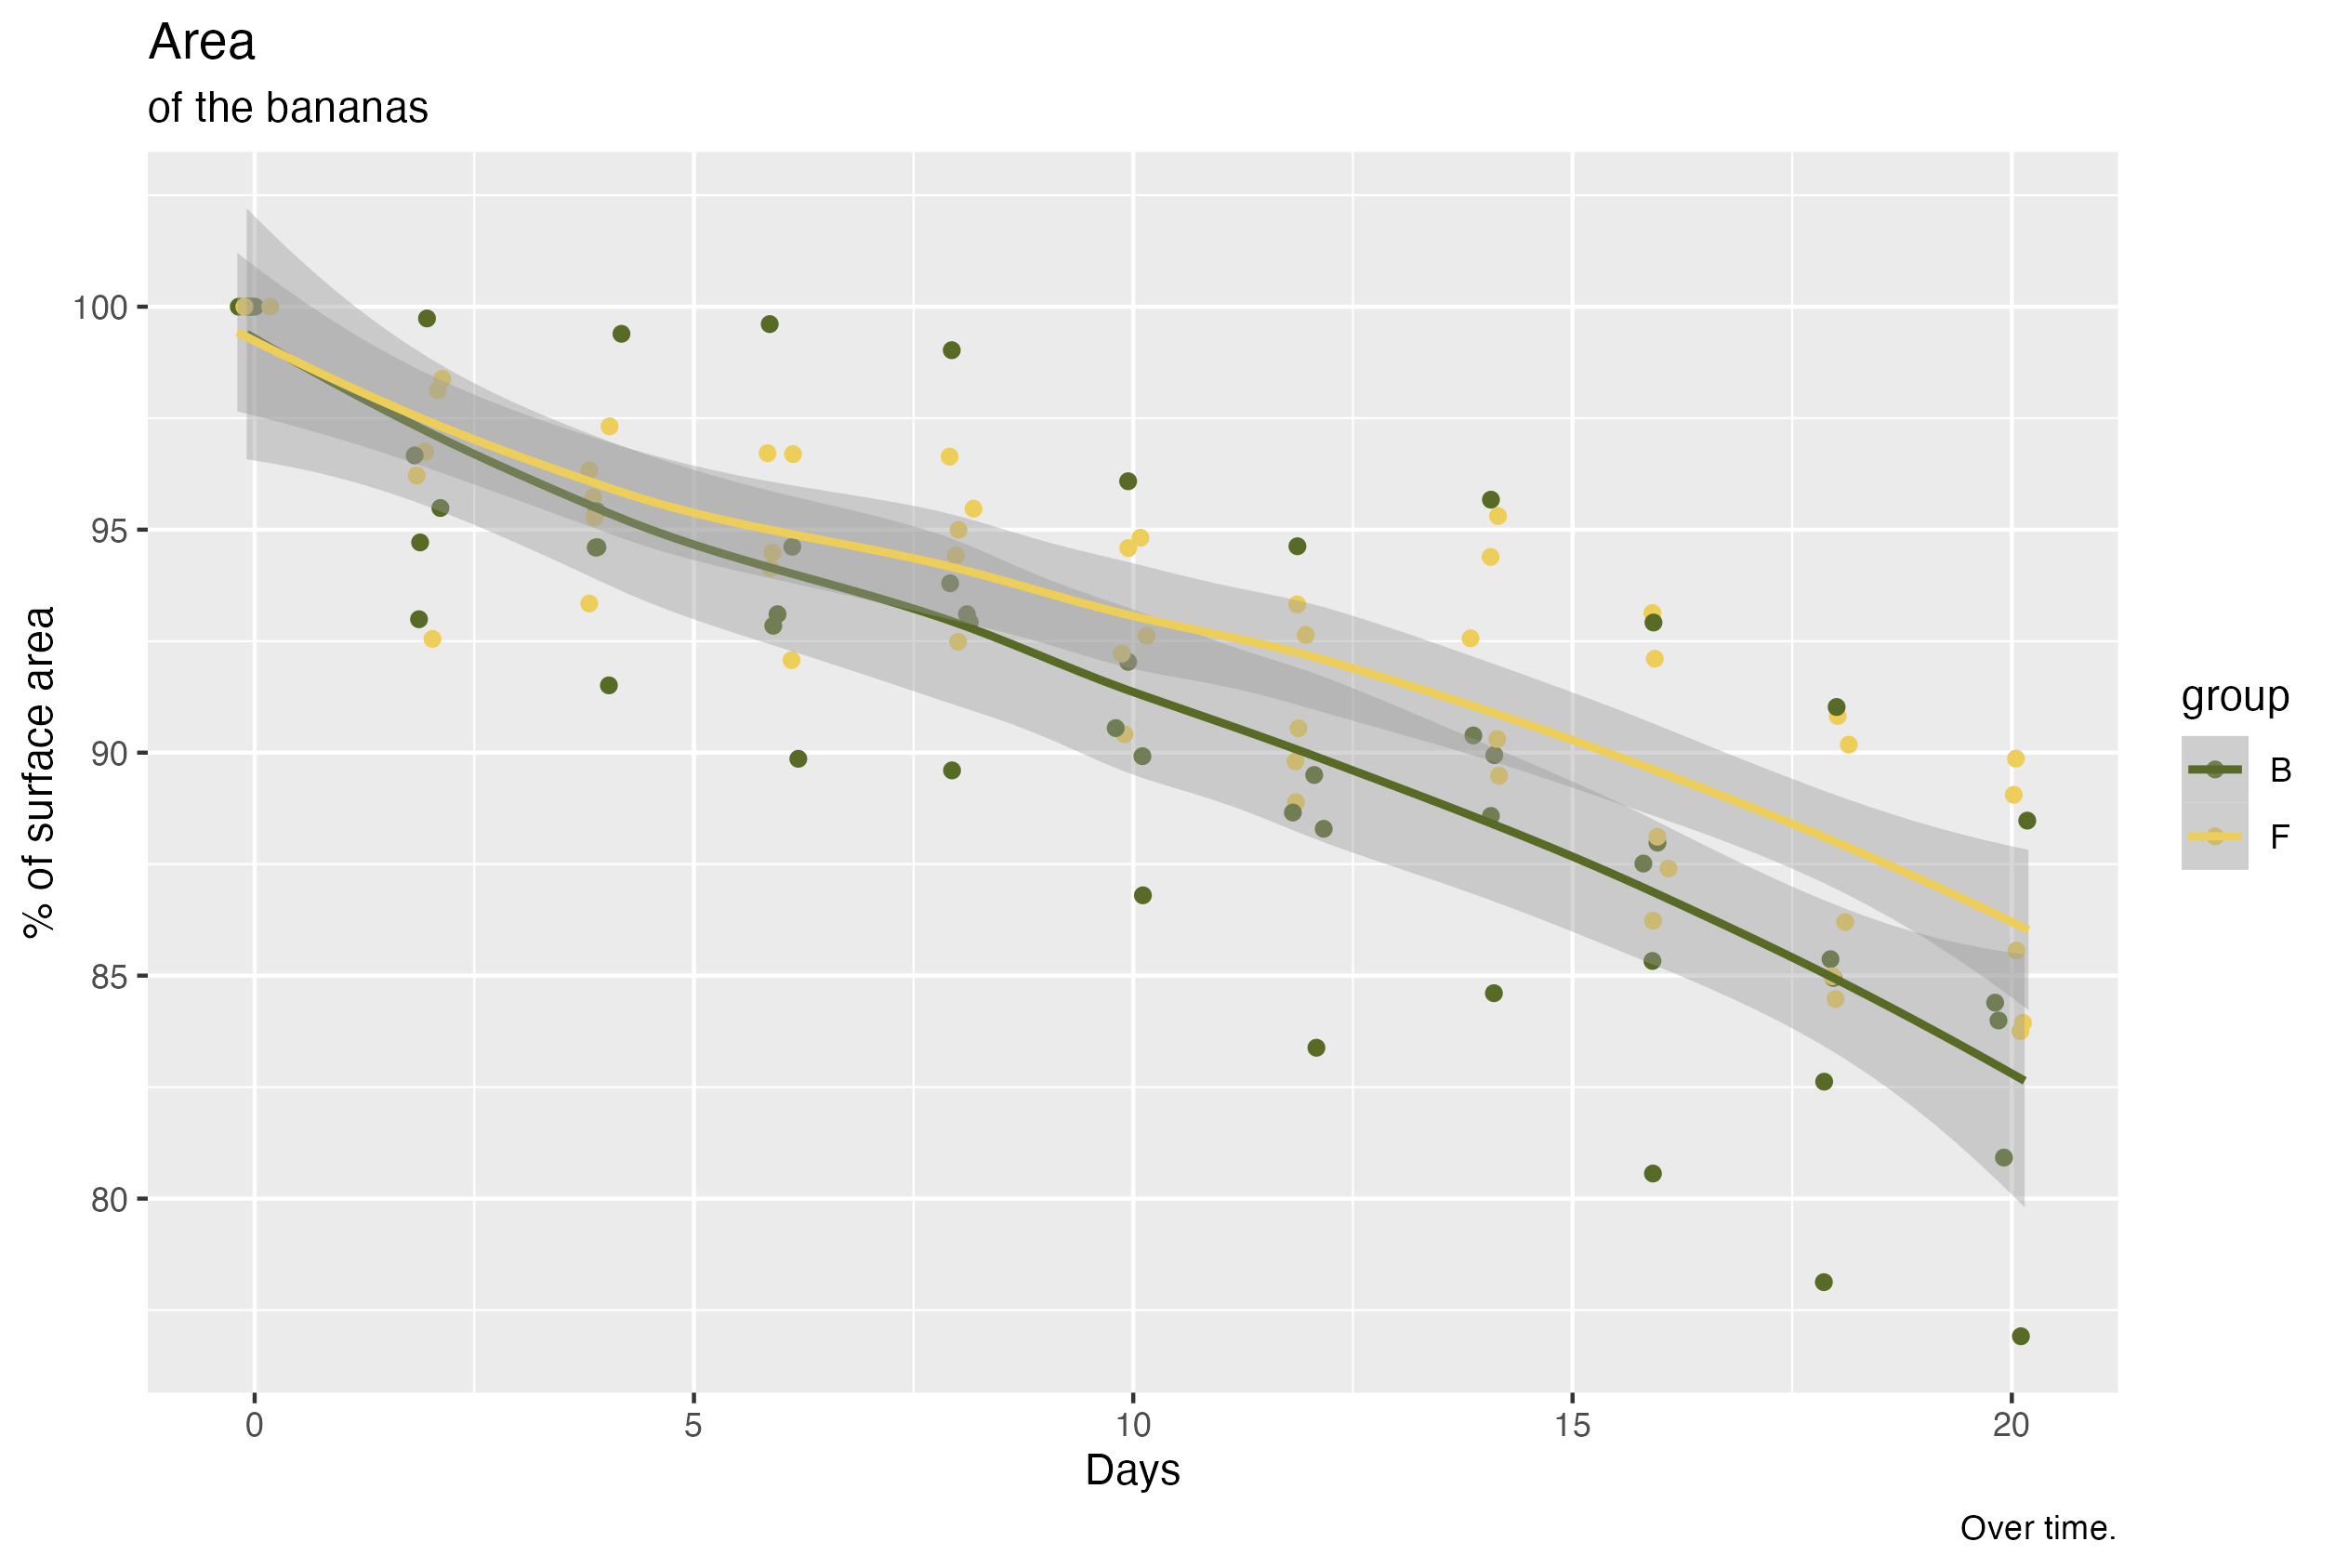 Area
of the bananas
% of surface area
100
95
90
85
80
0
5
10
15
20
Days
group
B
F
Over time.